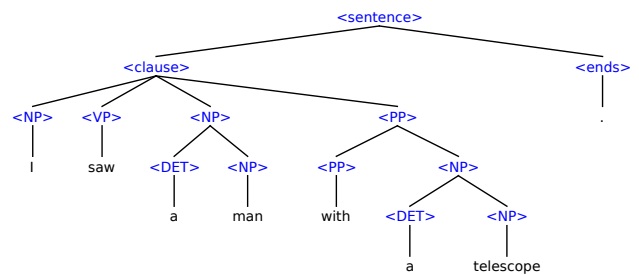 <sentence>
<clause> <ends>
<NP> <VP> <NP> <PP> .
I saw <DET> <NP> <PP> <NP>
a man with <DET> <NP>
a telescope